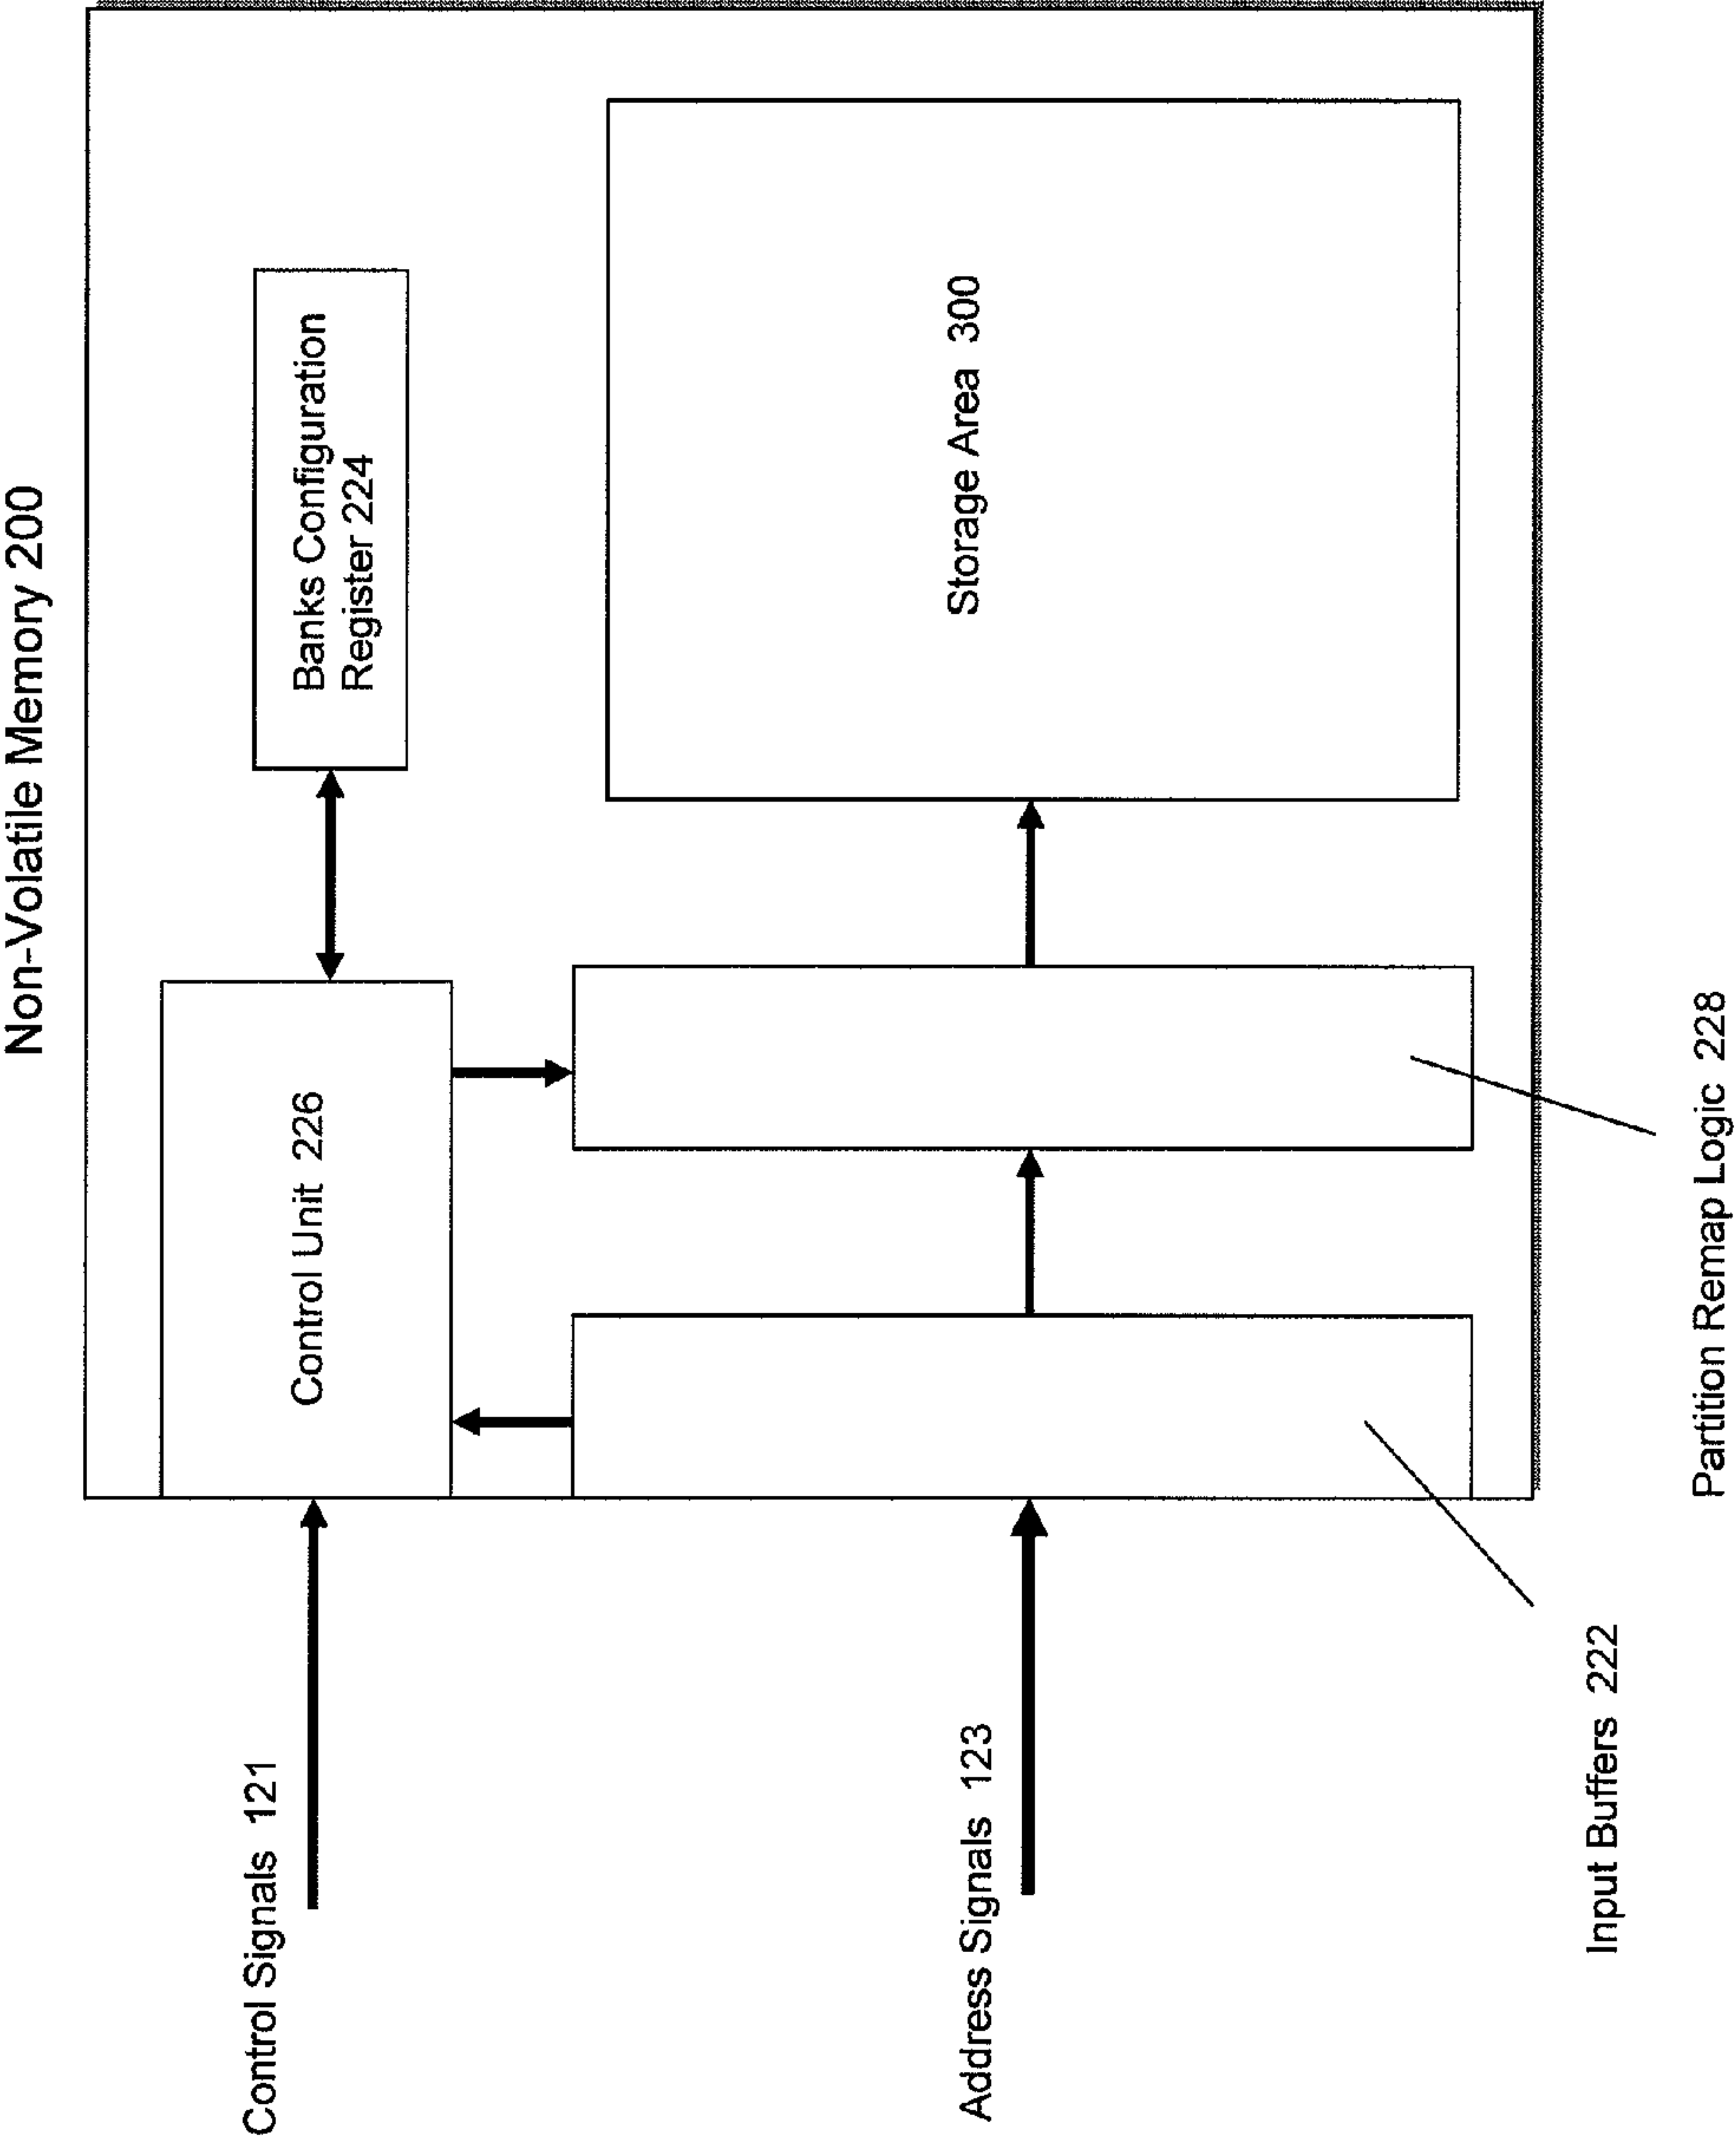 Non-Volatile Memory 200
Control Signals 121
Control Unit 226
Banks Configuration
Register 224
Address Signals 123
Storage Area 300
Input Buffers 222
Partition Remap Logic 228